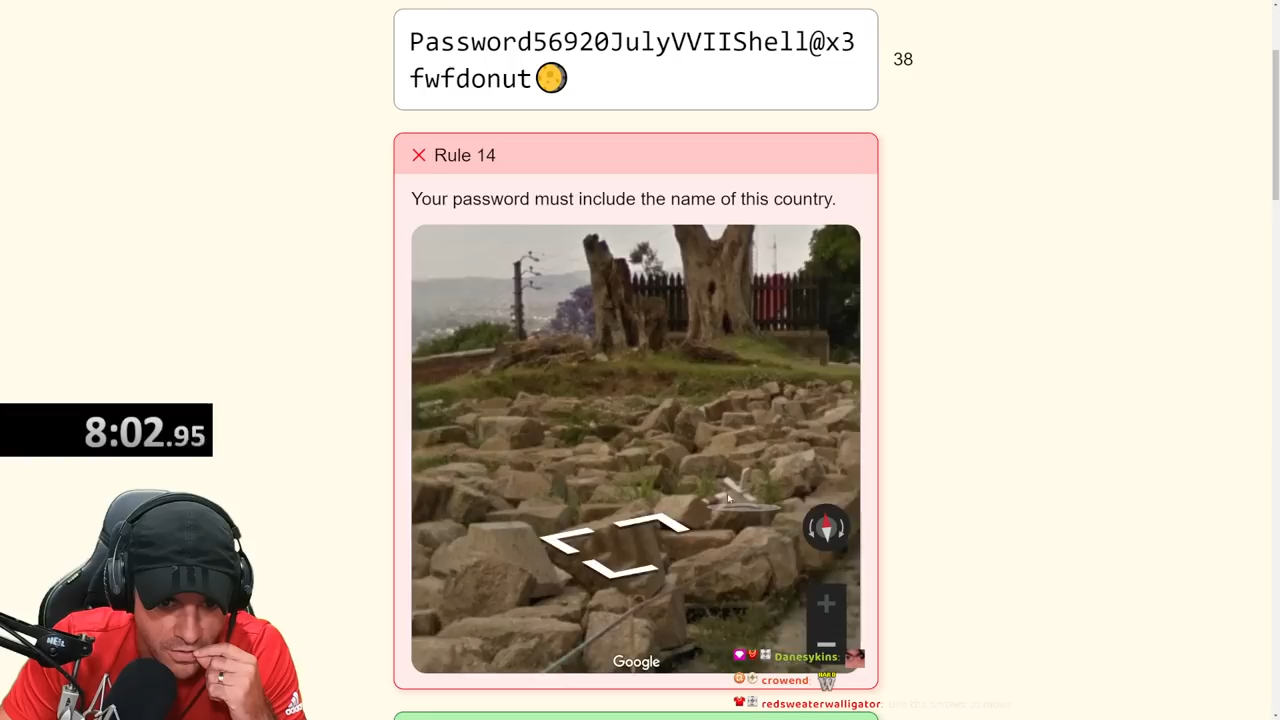 Password56920JulyVVIIShell@x3
fwfdonut🌕
38
Rule 14
Your password must include the name of this country.
8:02.95
Google
Danesykins:
crowend
redsweaterwalligator: